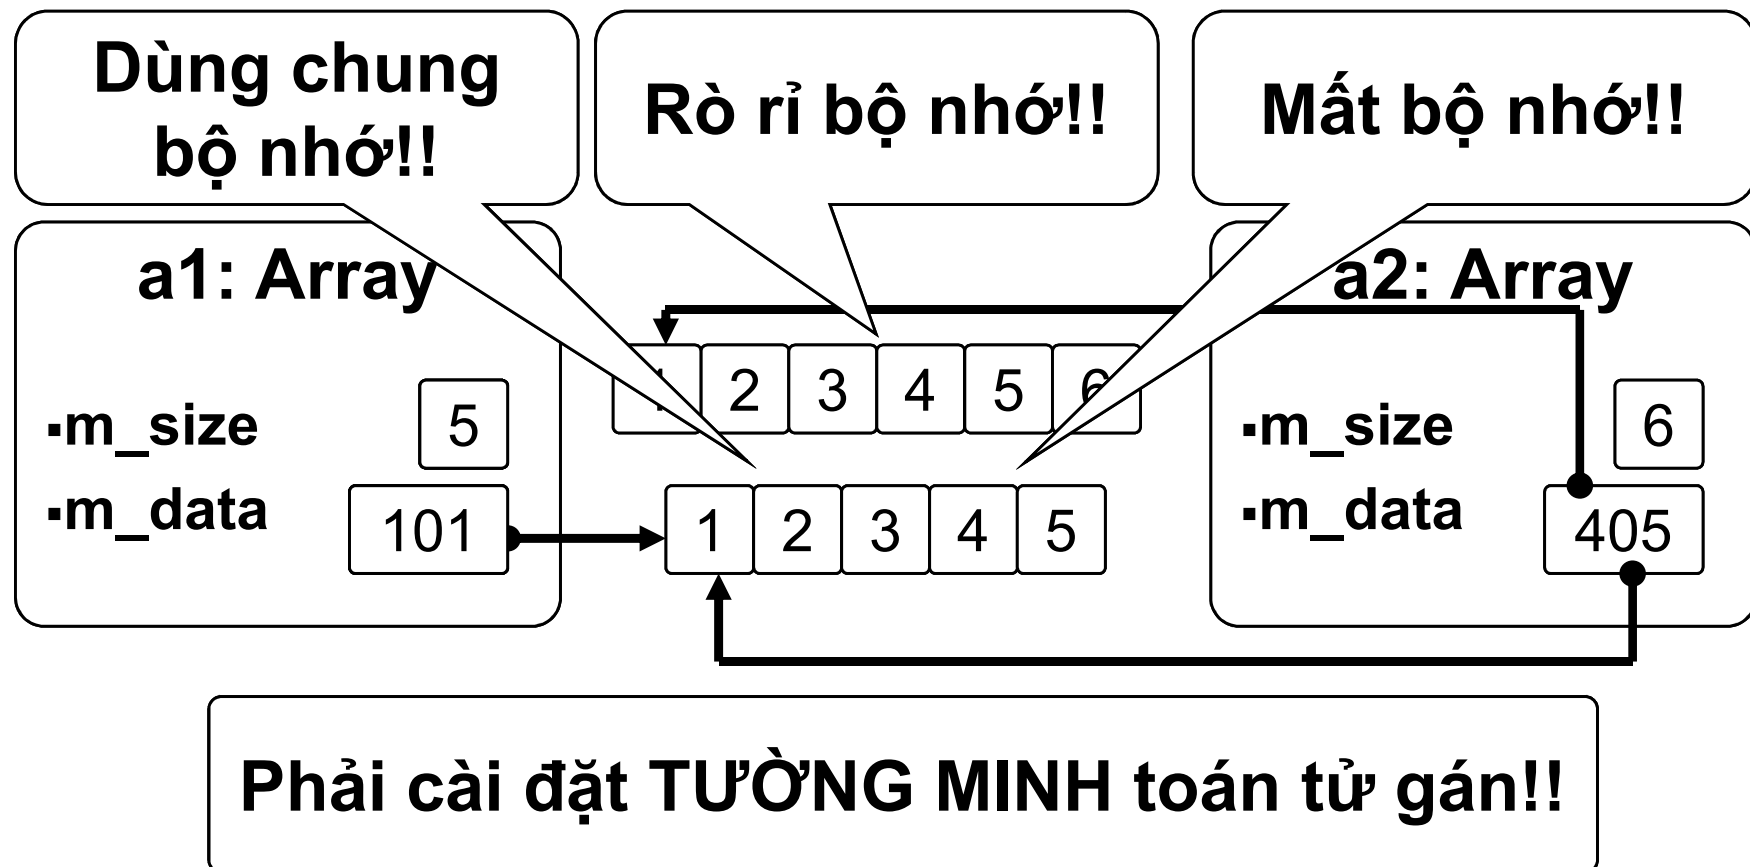 Dùng chung
bộ nhớ!!
Rò rỉ bộ nhớ!!
Mất bộ nhớ!!
a1: Array
a2: Array
1 2 3 4 5 6
▪m_size 5
▪m_data 101
1 2 3 4 5
▪m_size 6
▪m_data 405
Phải cài đặt TƯỜNG MINH toán tử gán!!